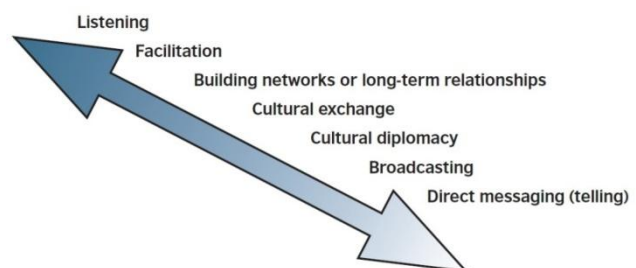 Listening
Facilitation
Building networks or long-term relationships
Cultural exchange
Cultural diplomacy
Broadcasting
Direct messaging (telling)